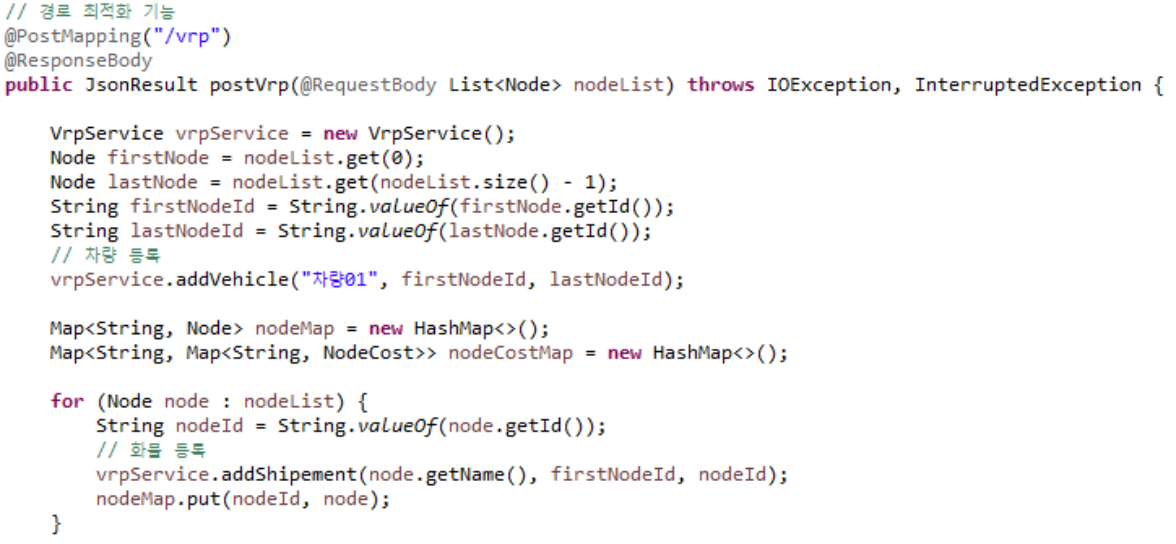 // 경로 최적화 기능
@PostMapping("/vrp")
@ResponseBody
public JsonResult postVrp(@RequestBody List<Node> nodeList) throws IOException, InterruptedException {
VrpService vrpService = new VrpService();
Node firstNode = nodeList.get(0);
Node lastNode = nodeList.get(nodeList.size() - 1);
String firstNodeId = String.valueOf(firstNode.getId());
String lastNodeId = String.valueOf(lastNode.getId());
// 차량 등록
vrpService.addVehicle("차량01", firstNodeId, lastNodeId);
Map<String, Node> nodeMap = new HashMap<>();
Map<String, Map<String, NodeCost>> nodeCostMap = new HashMap<>();
for (Node node : nodeList) {
String nodeId = String.valueOf(node.getId());
// 화물 등록
vrpService.addShipement(node.getName(), firstNodeId, nodeId);
nodeMap.put(nodeId, node);
}